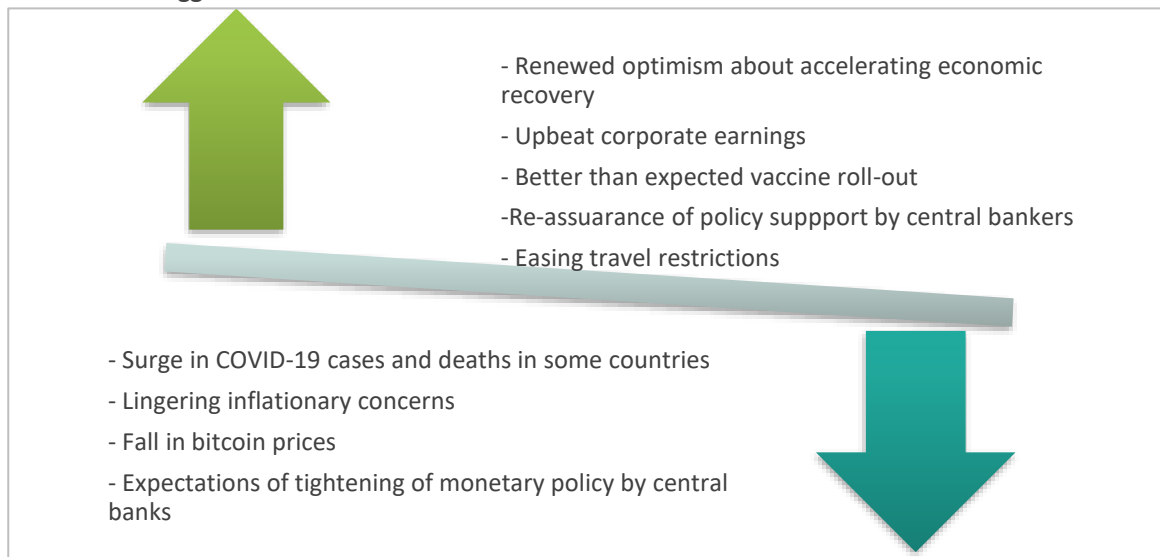 - Renewed optimism about accelerating economic
recovery
- Upbeat corporate earnings
- Better than expected vaccine roll-out
-Re-assuarance of policy suppport by central bankers
- Easing travel restrictions
- Surge in COVID-19 cases and deaths in some countries
- Lingering inflationary concerns
- Fall in bitcoin prices
- Expectations of tightening of monetary policy by central
banks